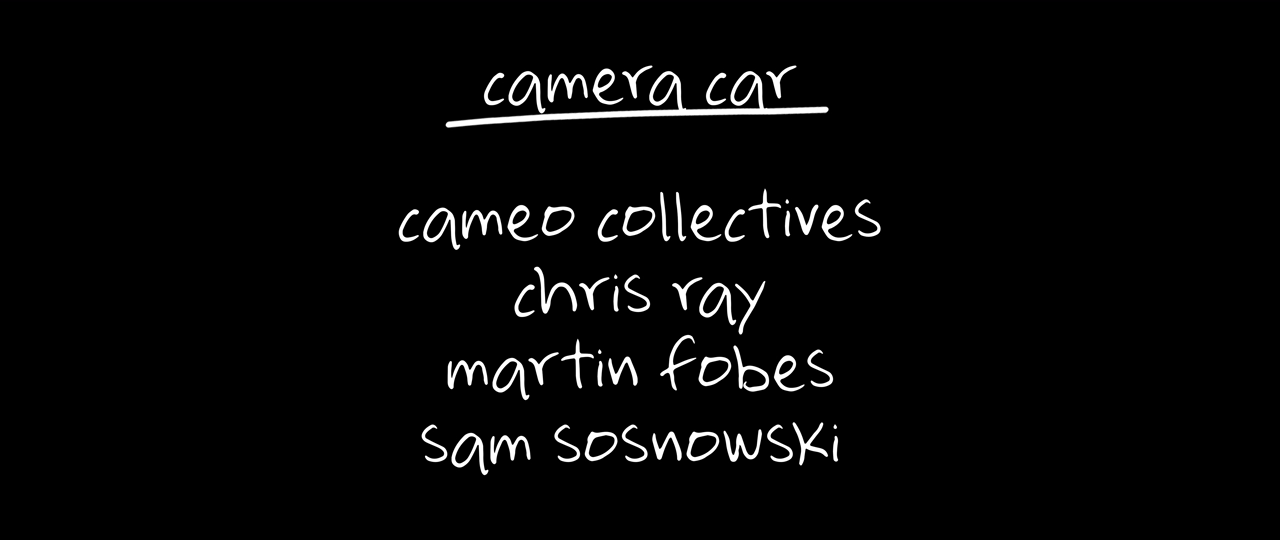 camera car
cameo collectives
chris ray
martin fobes
sam sosnowski